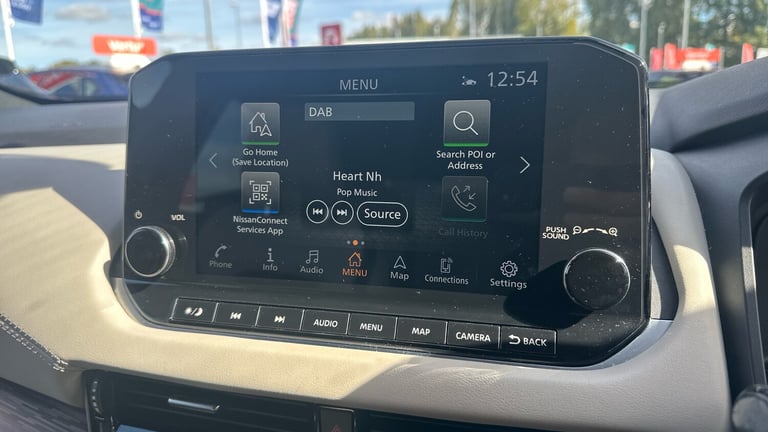 MENU
12:54
DAB
Go Home
(Save Location)
Search POI or
Address
Heart Nh
Pop Music
Source
NissanConnect
Services App
Call History
Phone
Info
Audio
MENU
Map
Connections
Settings
VOL
PUSH
SOUND
AUDIO
MENU
MAP
CAMERA
BACK